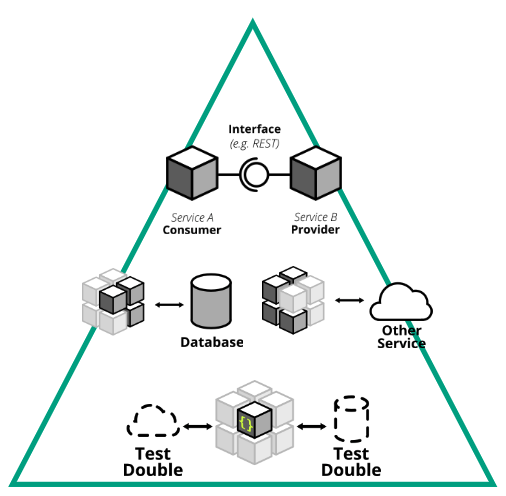 Interface
(e.g. REST)
Service A
Consumer
Service B
Provider
Database
Other
Service
{}
Test
Double
Test
Double